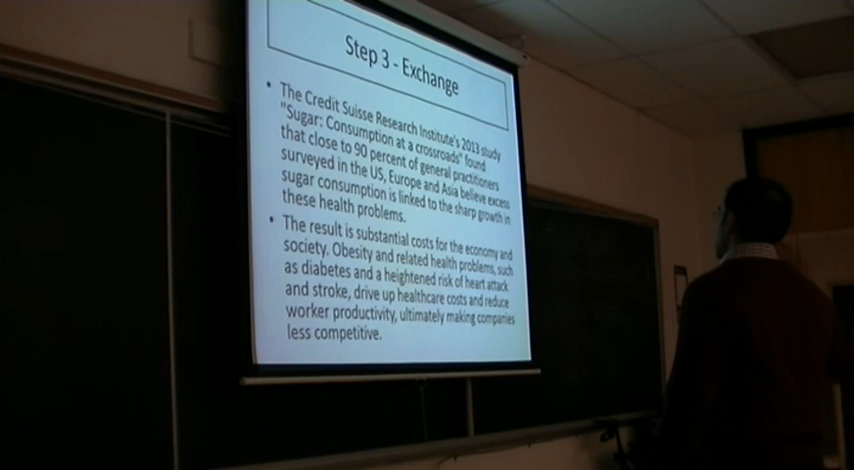 Step 3 - Exchange
• The Credit Suisse Research Institute's 2013 study
"Sugar: Consumption at a crossroads" found
that close to 90 percent of general practitioners
surveyed in the US, Europe and Asia believe excess
sugar consumption is linked to the sharp growth in
these health problems.
• The result is substantial costs for the economy and
society. Obesity and related health problems, such
as diabetes and a heightened risk of heart attack
and stroke, drive up healthcare costs and reduce
worker productivity, ultimately making companies
less competitive.